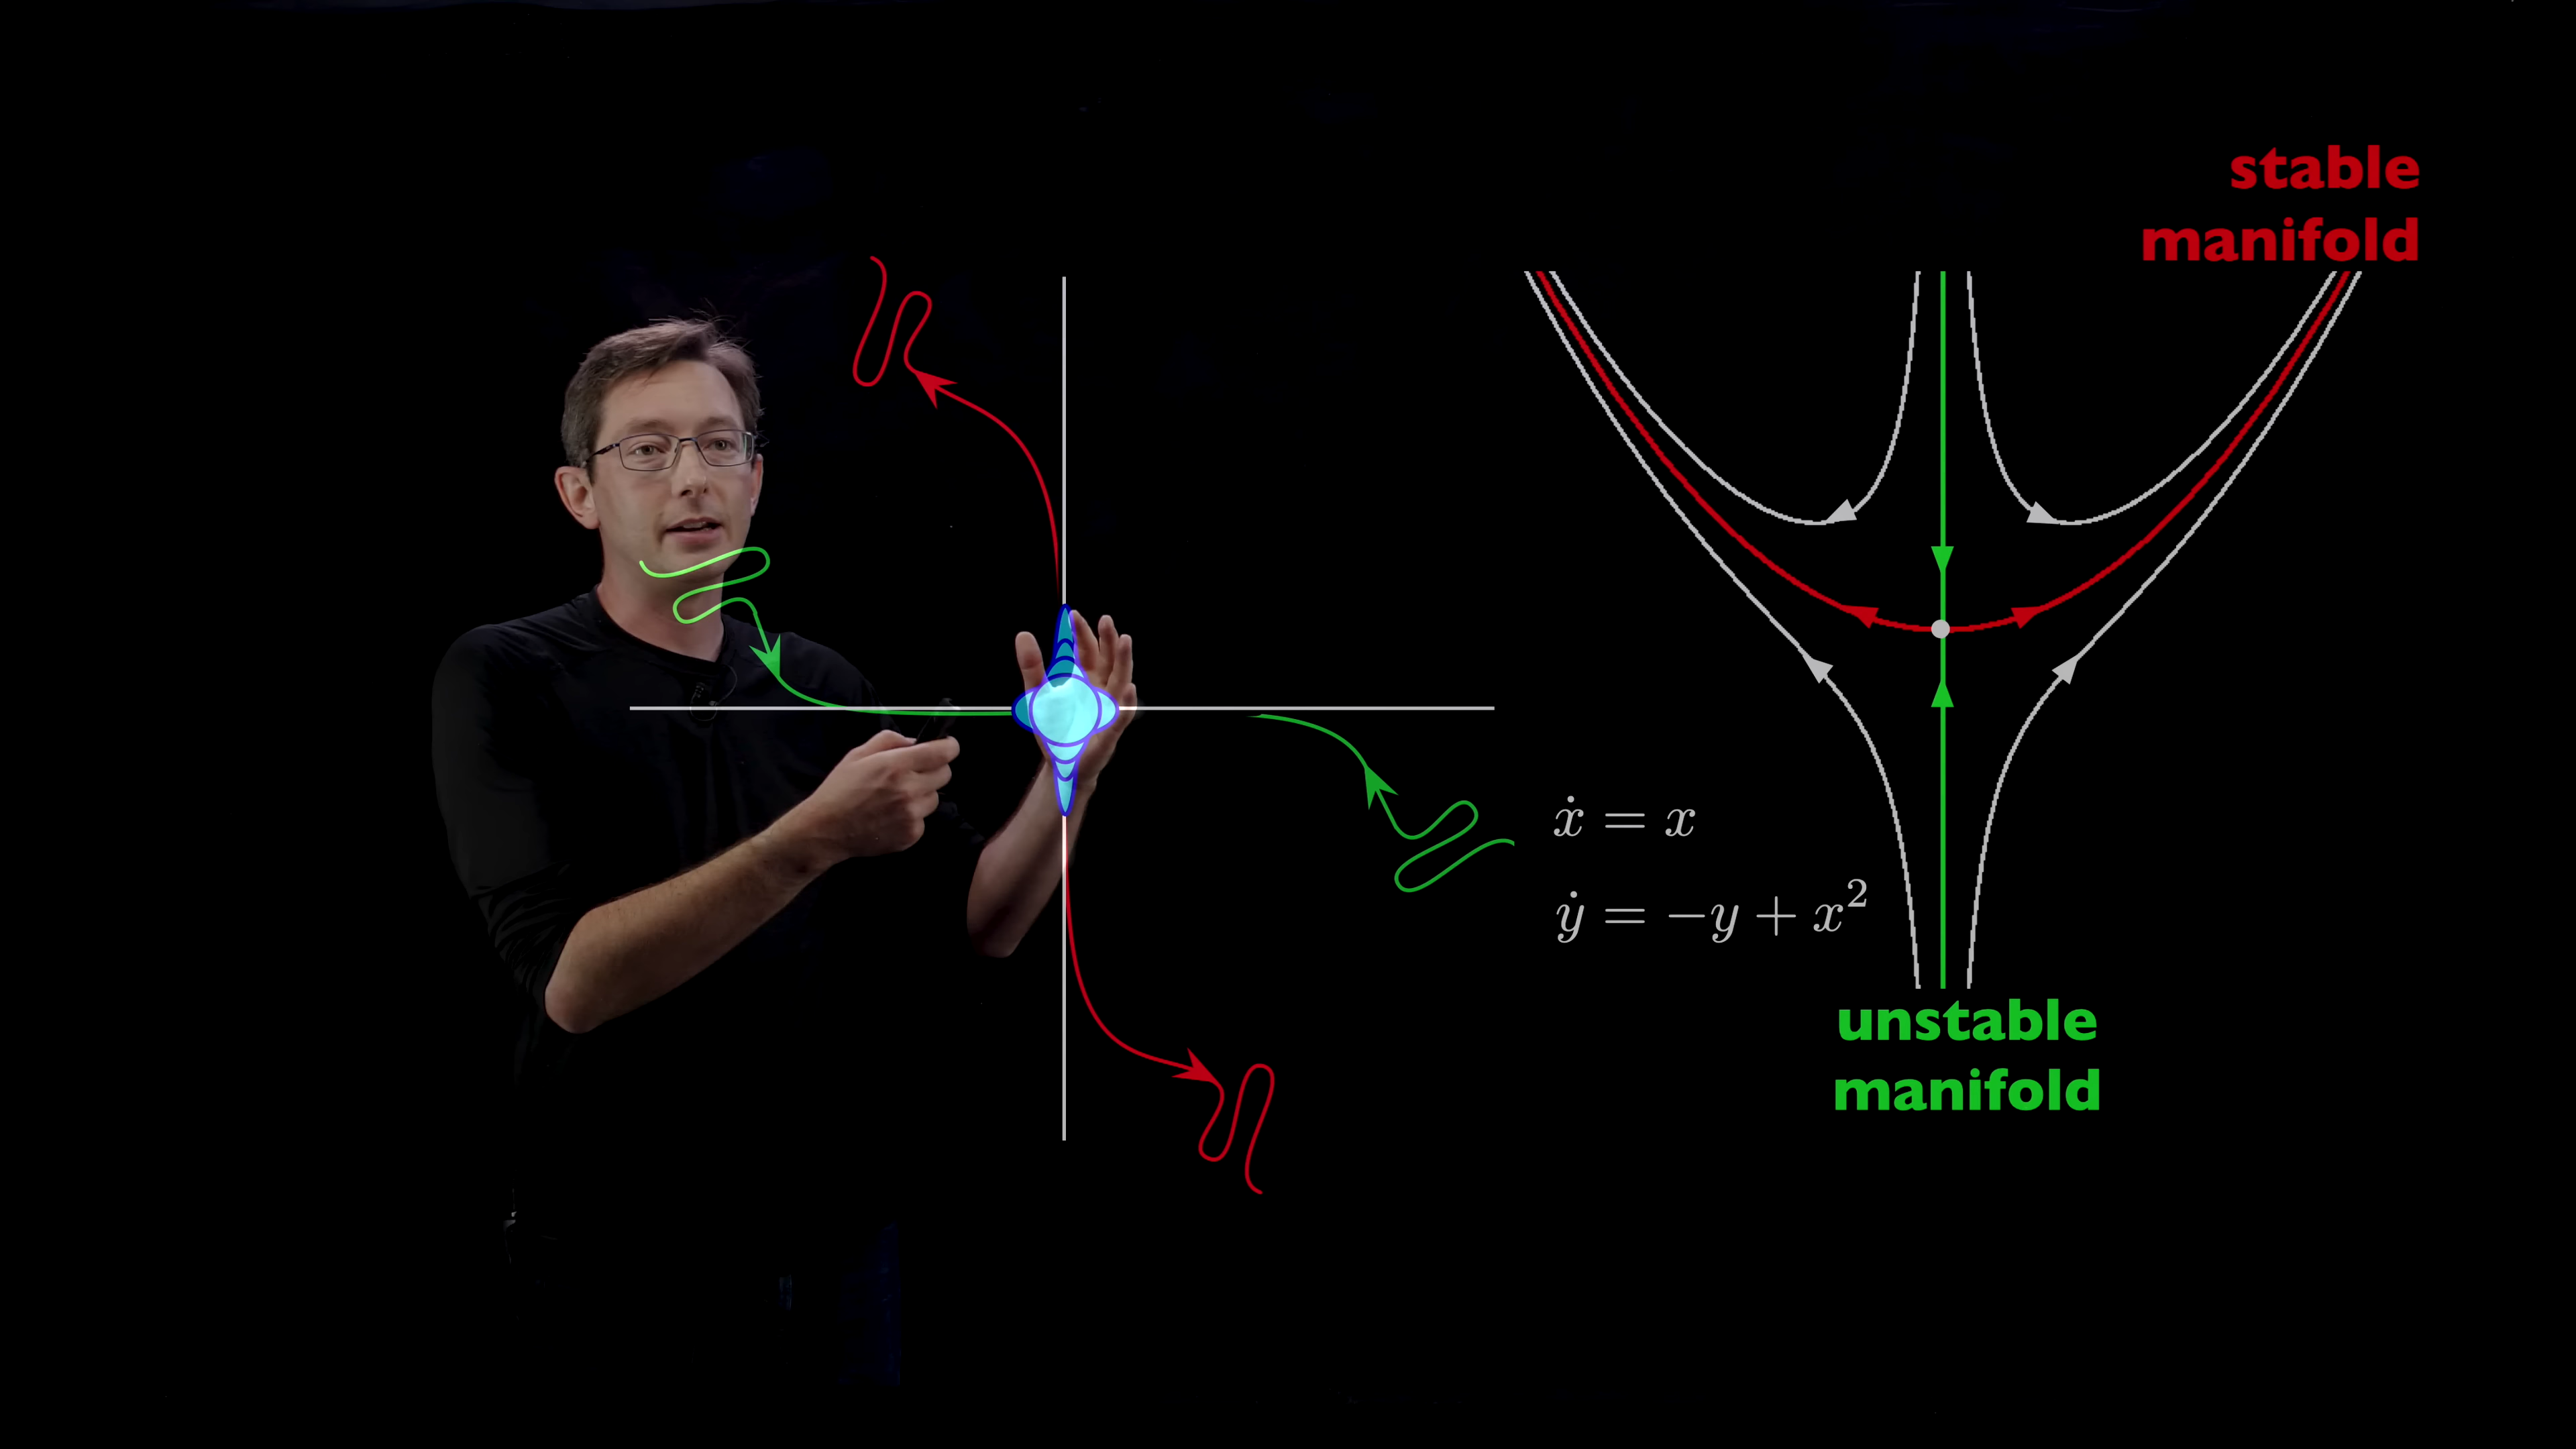 stable
manifold
ẋ = x
ẏ = −y + x²
unstable
manifold